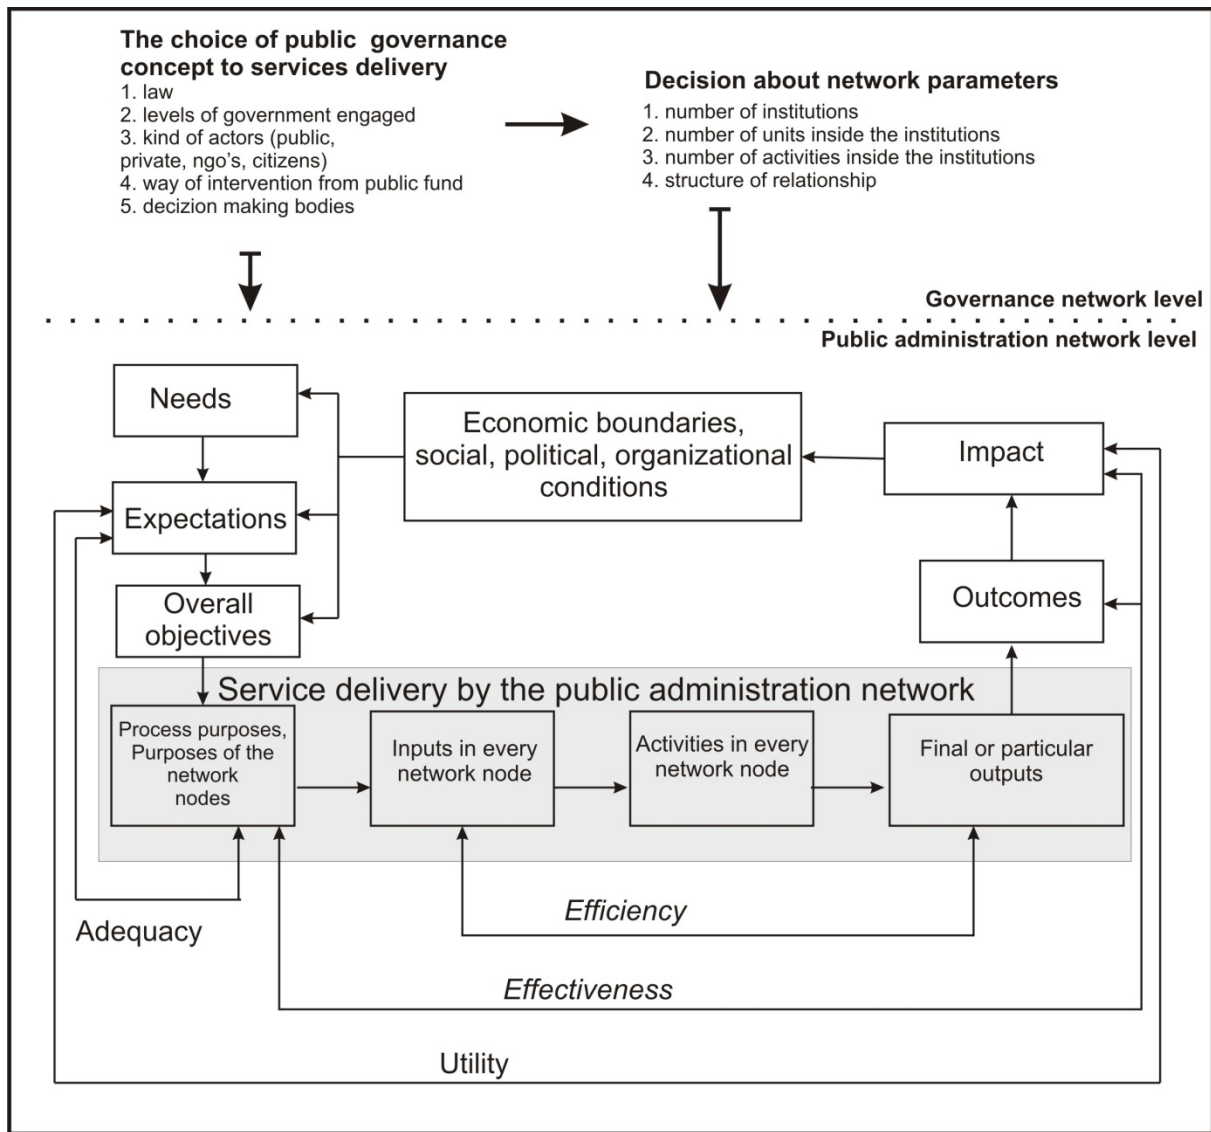 The choice of public governance
concept to services delivery
1. law
2. levels of government engaged
3. kind of actors (public,
private, ngo's, citizens)
4. way of intervention from public fund
5. decizion making bodies
Decision about network parameters
1. number of institutions
2. number of units inside the institutions
3. number of activities inside the institutions
4. structure of relationship
Governance network level
Public administration network level
Needs
Economic boundaries,
social, political, organizational
conditions
Impact
Expectations
Overall
objectives
Outcomes
Service delivery by the public administration network
Process purposes,
Purposes of the
network
nodes
Inputs in every
network node
Activities in every
network node
Final or particular
outputs
Adequacy
Efficiency
Effectiveness
Utility